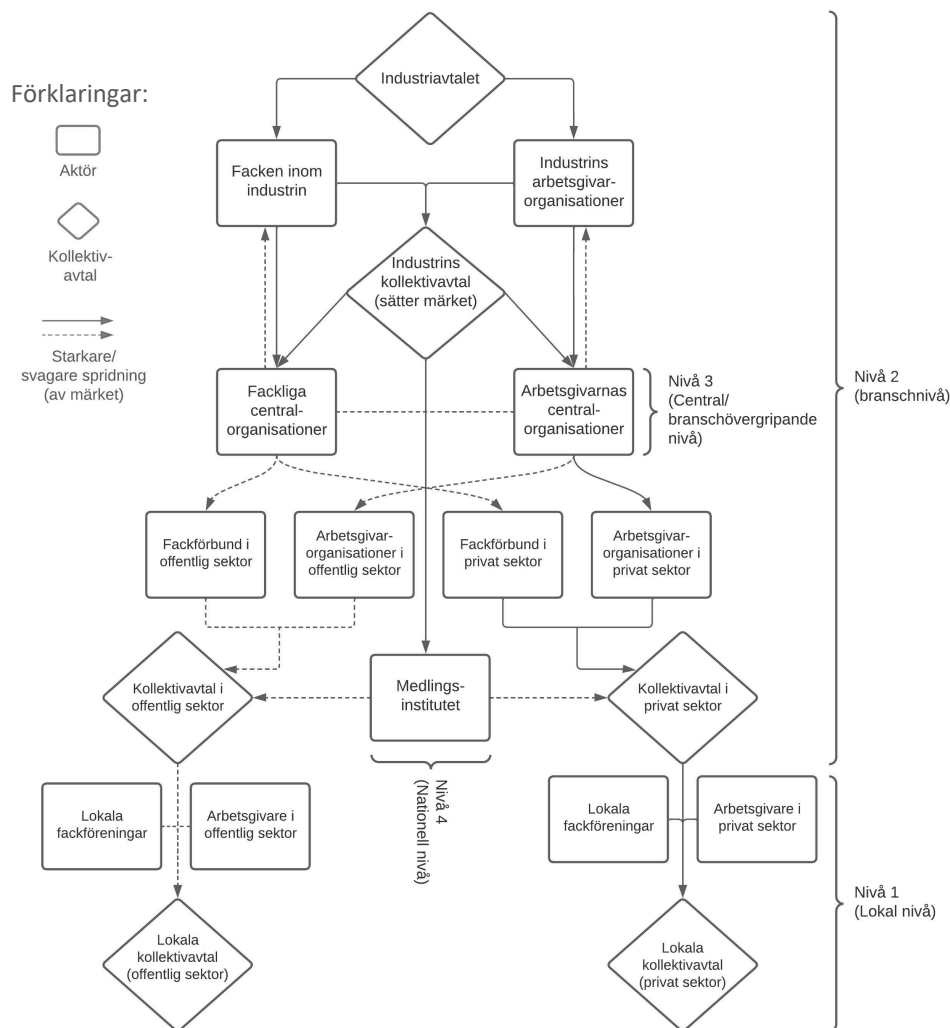 Industriavtalet
Förklaringar:
Aktör
Kollektiv-
avtal
Starkare/
svagare spridning
(av märket)
Facken inom
industrin
Industrins
arbetsgivar-
organisationer
Industrins
kollektivavtal
(sätter märket)
Fackliga
central-
organisationer
Arbetsgivarnas
central-
organisationer
Nivå 3
(Central/
branschövergripande
nivå)
Nivå 2
(branschnivå)
Fackförbund i
offentlig sektor
Arbetsgivar-
organisationer i
offentlig sektor
Fackförbund i
privat sektor
Arbetsgivar-
organisationer i
privat sektor
Kollektivavtal i
offentlig sektor
Medlings-
institutet
Kollektivavtal i
privat sektor
Nivå 4
(Nationell nivå)
Lokala
fackföreningar
Arbetsgivare i
offentlig sektor
Lokala
fackföreningar
Arbetsgivare i
privat sektor
Nivå 1
(Lokal nivå)
Lokala
kollektivavtal
(offentlig sektor)
Lokala
kollektivavtal
(privat sektor)